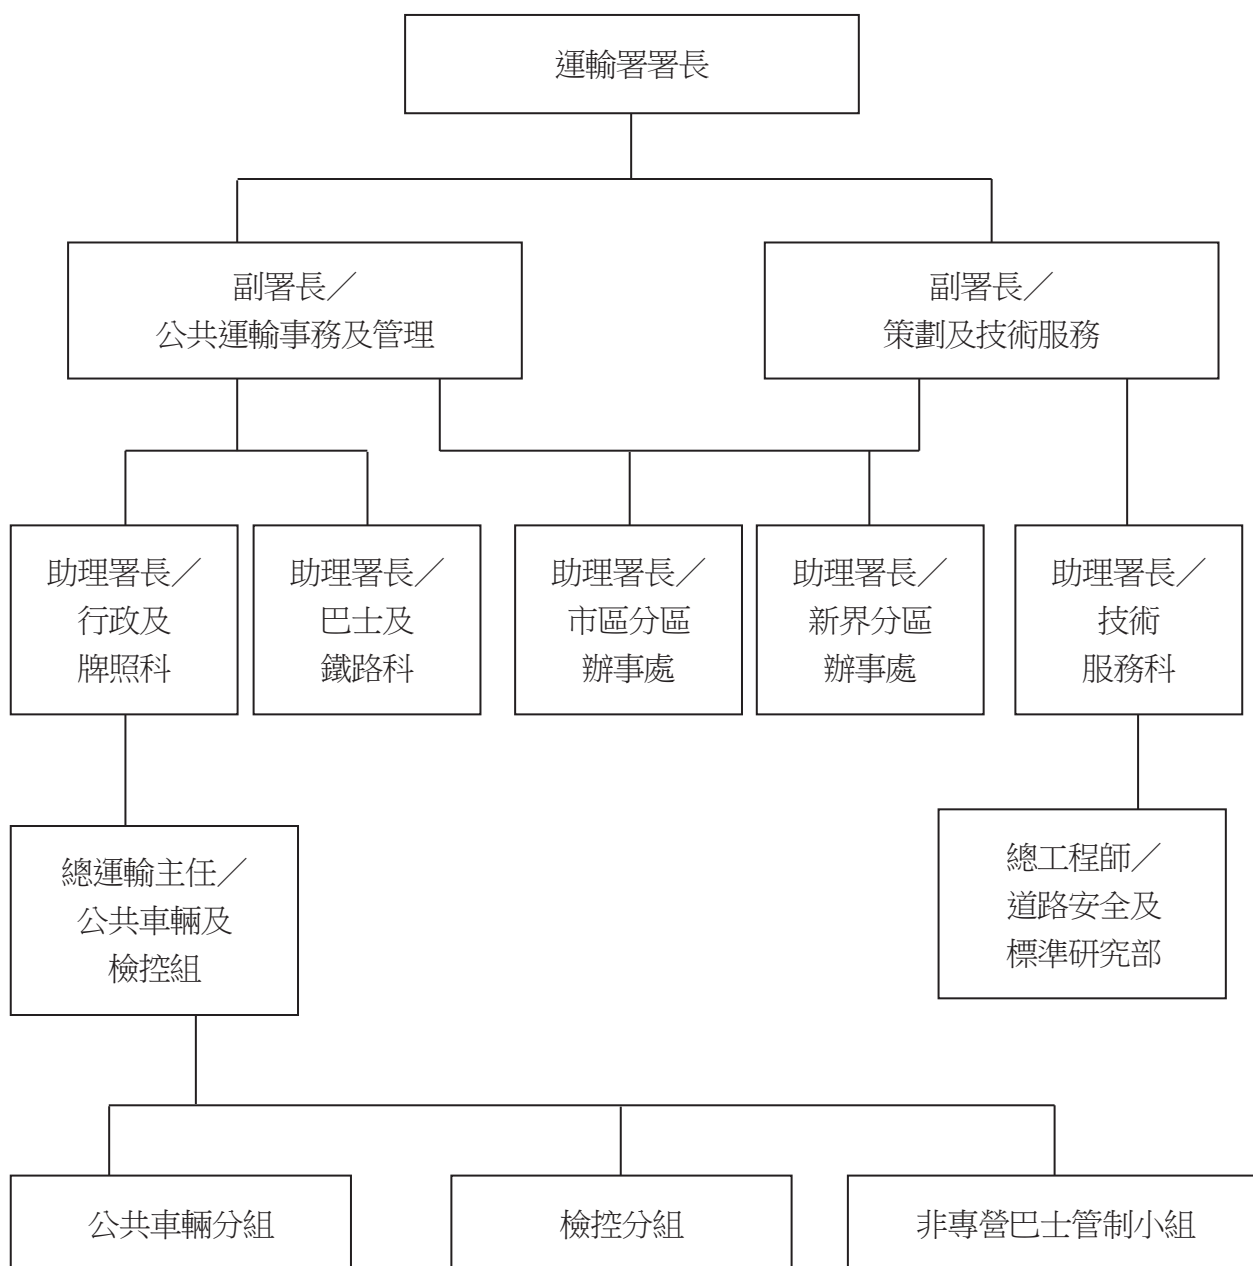 運輸署署長
副署長／
公共運輸事務及管理
副署長／
策劃及技術服務
助理署長／
行政及
牌照科
助理署長／
巴士及
鐵路科
助理署長／
市區分區
辦事處
助理署長／
新界分區
辦事處
助理署長／
技術
服務科
總運輸主任／
公共車輛及
檢控組
總工程師／
道路安全及
標準研究部
公共車輛分組
檢控分組
非專營巴士管制小組